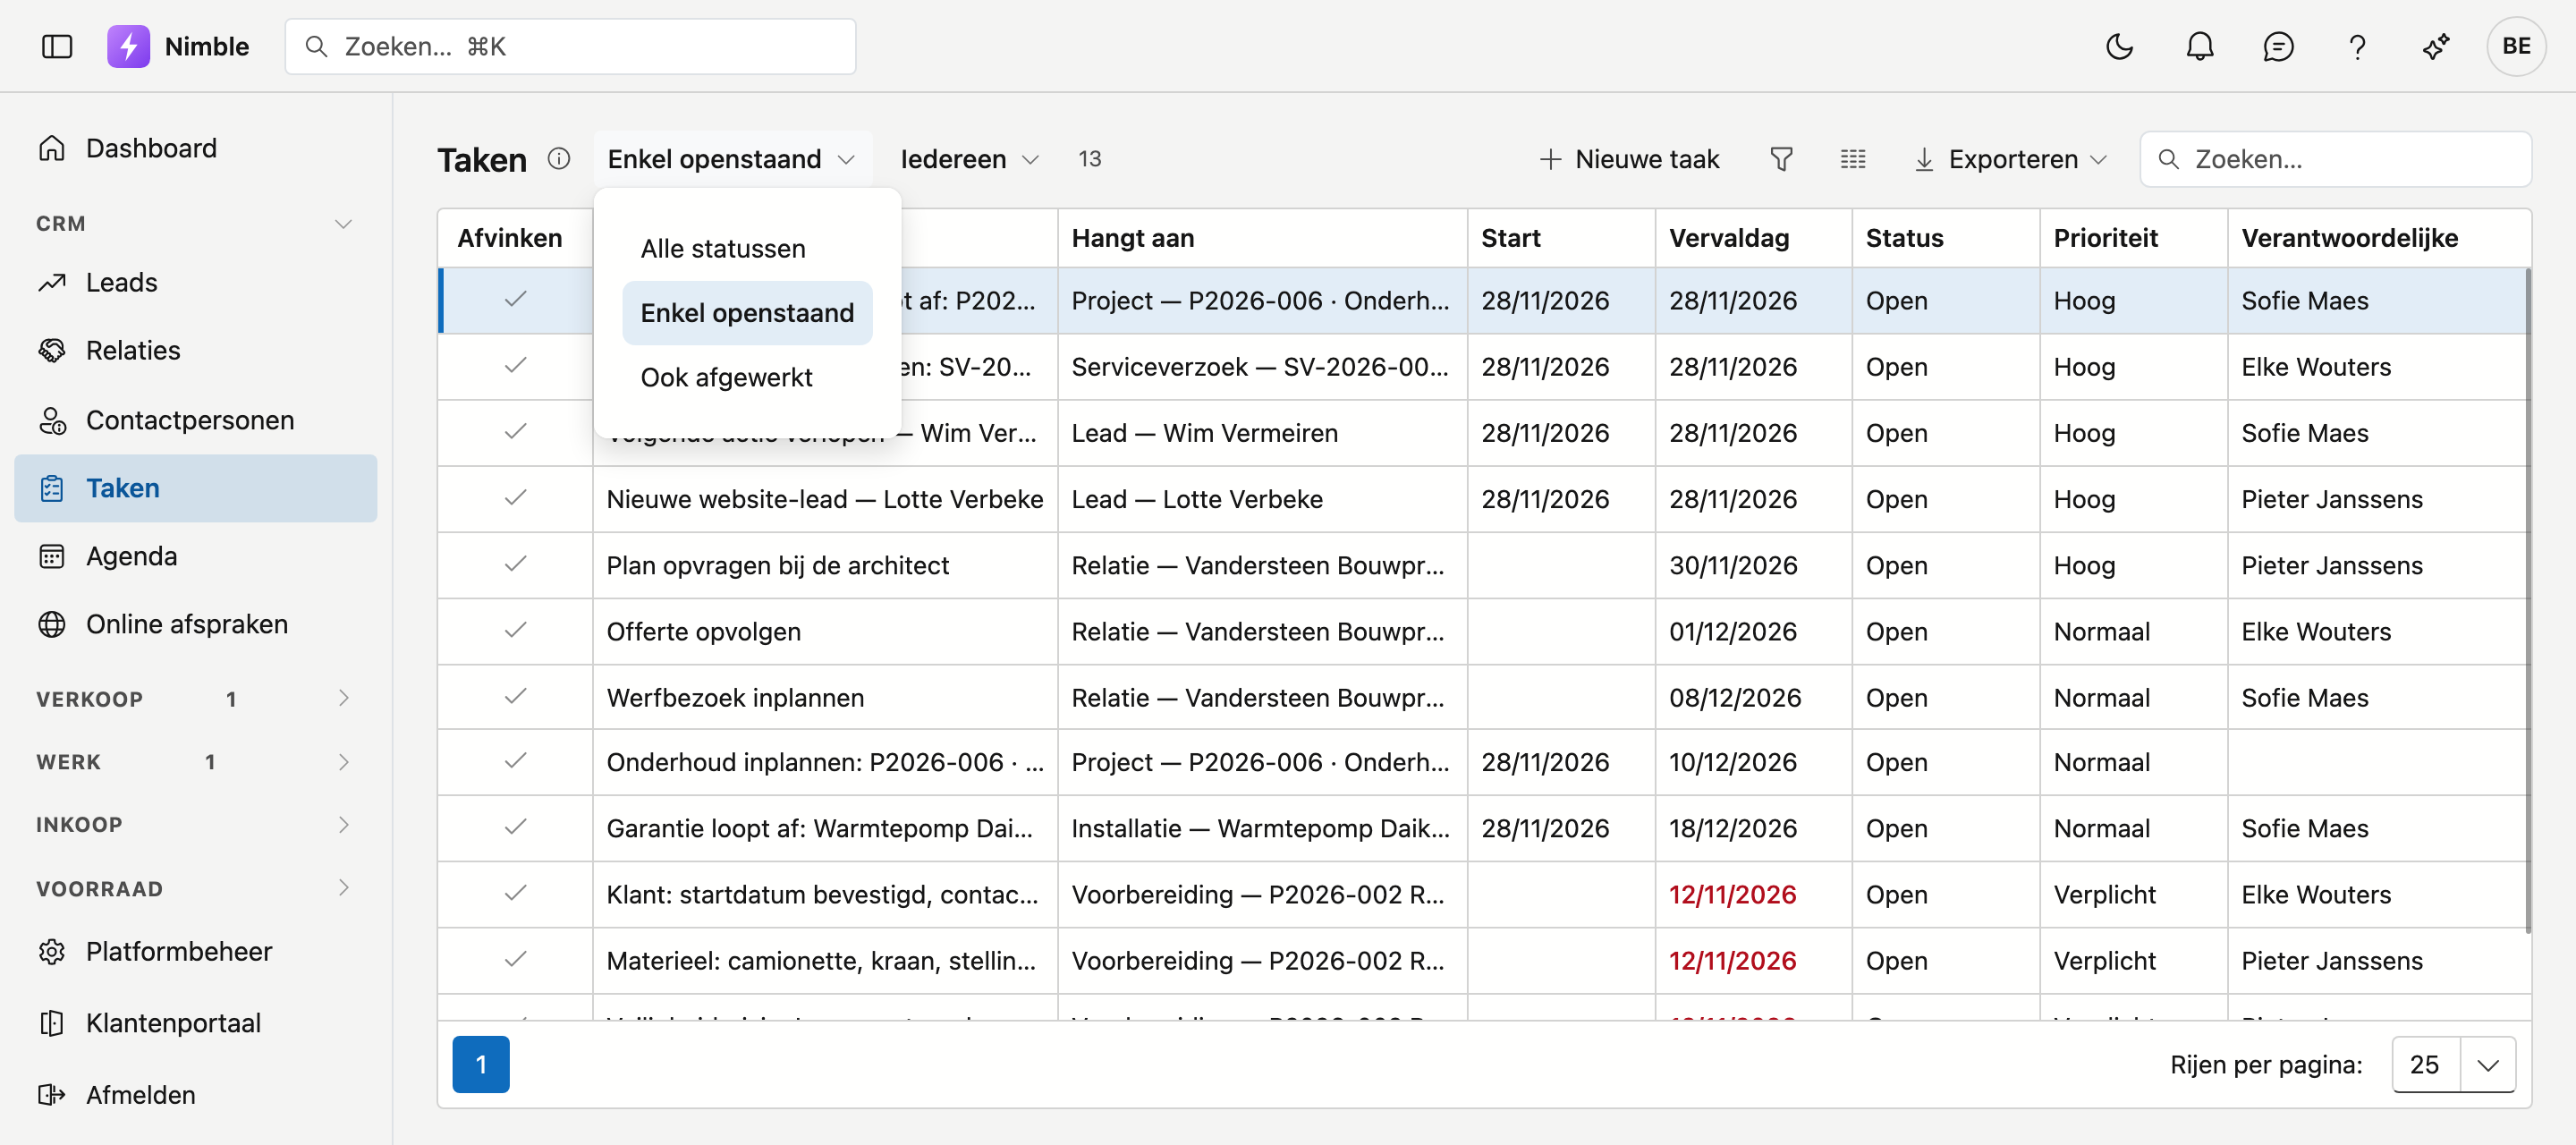 Nimble
Zoeken... ⌘K
BE
Dashboard
CRM
Leads
Relaties
Contactpersonen
Taken
Agenda
Online afspraken
VERKOOP 1
WERK 1
INKOOP
VOORRAAD
Platformbeheer
Klantenportaal
Afmelden
Taken Enkel openstaand Iedereen 13 Nieuwe taak Exporteren Zoeken...
Alle statussen
Enkel openstaand
Ook afgewerkt
Afvinken Hangt aan Start Vervaldag Status Prioriteit Verantwoordelijke
af: P202... Project — P2026-006 · Onderh... 28/11/2026 28/11/2026 Open Hoog Sofie Maes
en: SV-20... Serviceverzoek — SV-2026-00... 28/11/2026 28/11/2026 Open Hoog Elke Wouters
— Wim Ver... Lead — Wim Vermeiren 28/11/2026 28/11/2026 Open Hoog Sofie Maes
Nieuwe website-lead — Lotte Verbeke Lead — Lotte Verbeke 28/11/2026 28/11/2026 Open Hoog Pieter Janssens
Plan opvragen bij de architect Relatie — Vandersteen Bouwpr... 30/11/2026 Open Hoog Pieter Janssens
Offerte opvolgen Relatie — Vandersteen Bouwpr... 01/12/2026 Open Normaal Elke Wouters
Werfbezoek inplannen Relatie — Vandersteen Bouwpr... 08/12/2026 Open Normaal Sofie Maes
Onderhoud inplannen: P2026-006 · ... Project — P2026-006 · Onderh... 28/11/2026 10/12/2026 Open Normaal
Garantie loopt af: Warmtepomp Dai... Installatie — Warmtepomp Daik... 28/11/2026 18/12/2026 Open Normaal Sofie Maes
Klant: startdatum bevestigd, contac... Voorbereiding — P2026-002 R... 12/11/2026 Open Verplicht Elke Wouters
Materieel: camionette, kraan, stellin... Voorbereiding — P2026-002 R... 12/11/2026 Open Verplicht Pieter Janssens
1 Rijen per pagina: 25